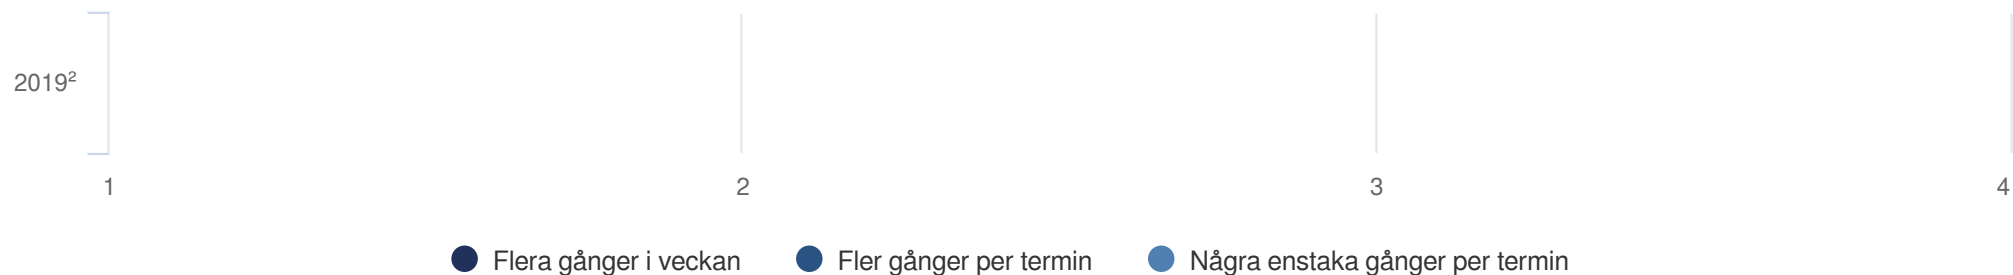 2019²
1 2 3 4
Flera gånger i veckan Fler gånger per termin Några enstaka gånger per termin